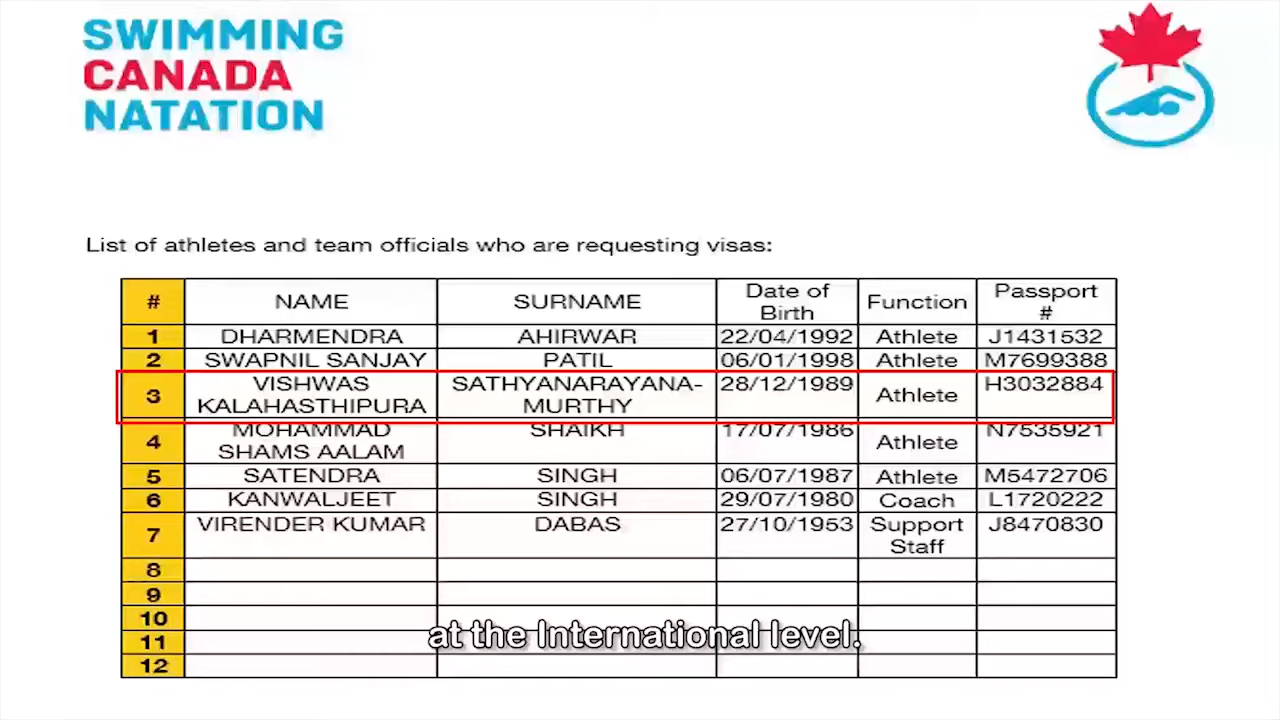 SWIMMING
CANADA
NATATION
List of athletes and team officials who are requesting visas:
# NAME SURNAME Date of Birth Function Passport #
1 DHARMENDRA AHIRWAR 22/04/1992 Athlete J1431532
2 SWAPNIL SANJAY PATIL 06/01/1998 Athlete M7699388
3 VISHWAS KALAHASTHIPURA SATHYANARAYANA-MURTHY 28/12/1989 Athlete H3032884
4 MOHAMMAD SHAMS AALAM SHAIKH 17/07/1986 Athlete N7535921
5 SATENDRA SINGH 06/07/1987 Athlete M5472706
6 KANWALJEET SINGH 29/07/1980 Coach L1720222
7 VIRENDER KUMAR DABAS 27/10/1953 Support Staff J8470830
8
9
10
11
12
at the International level.